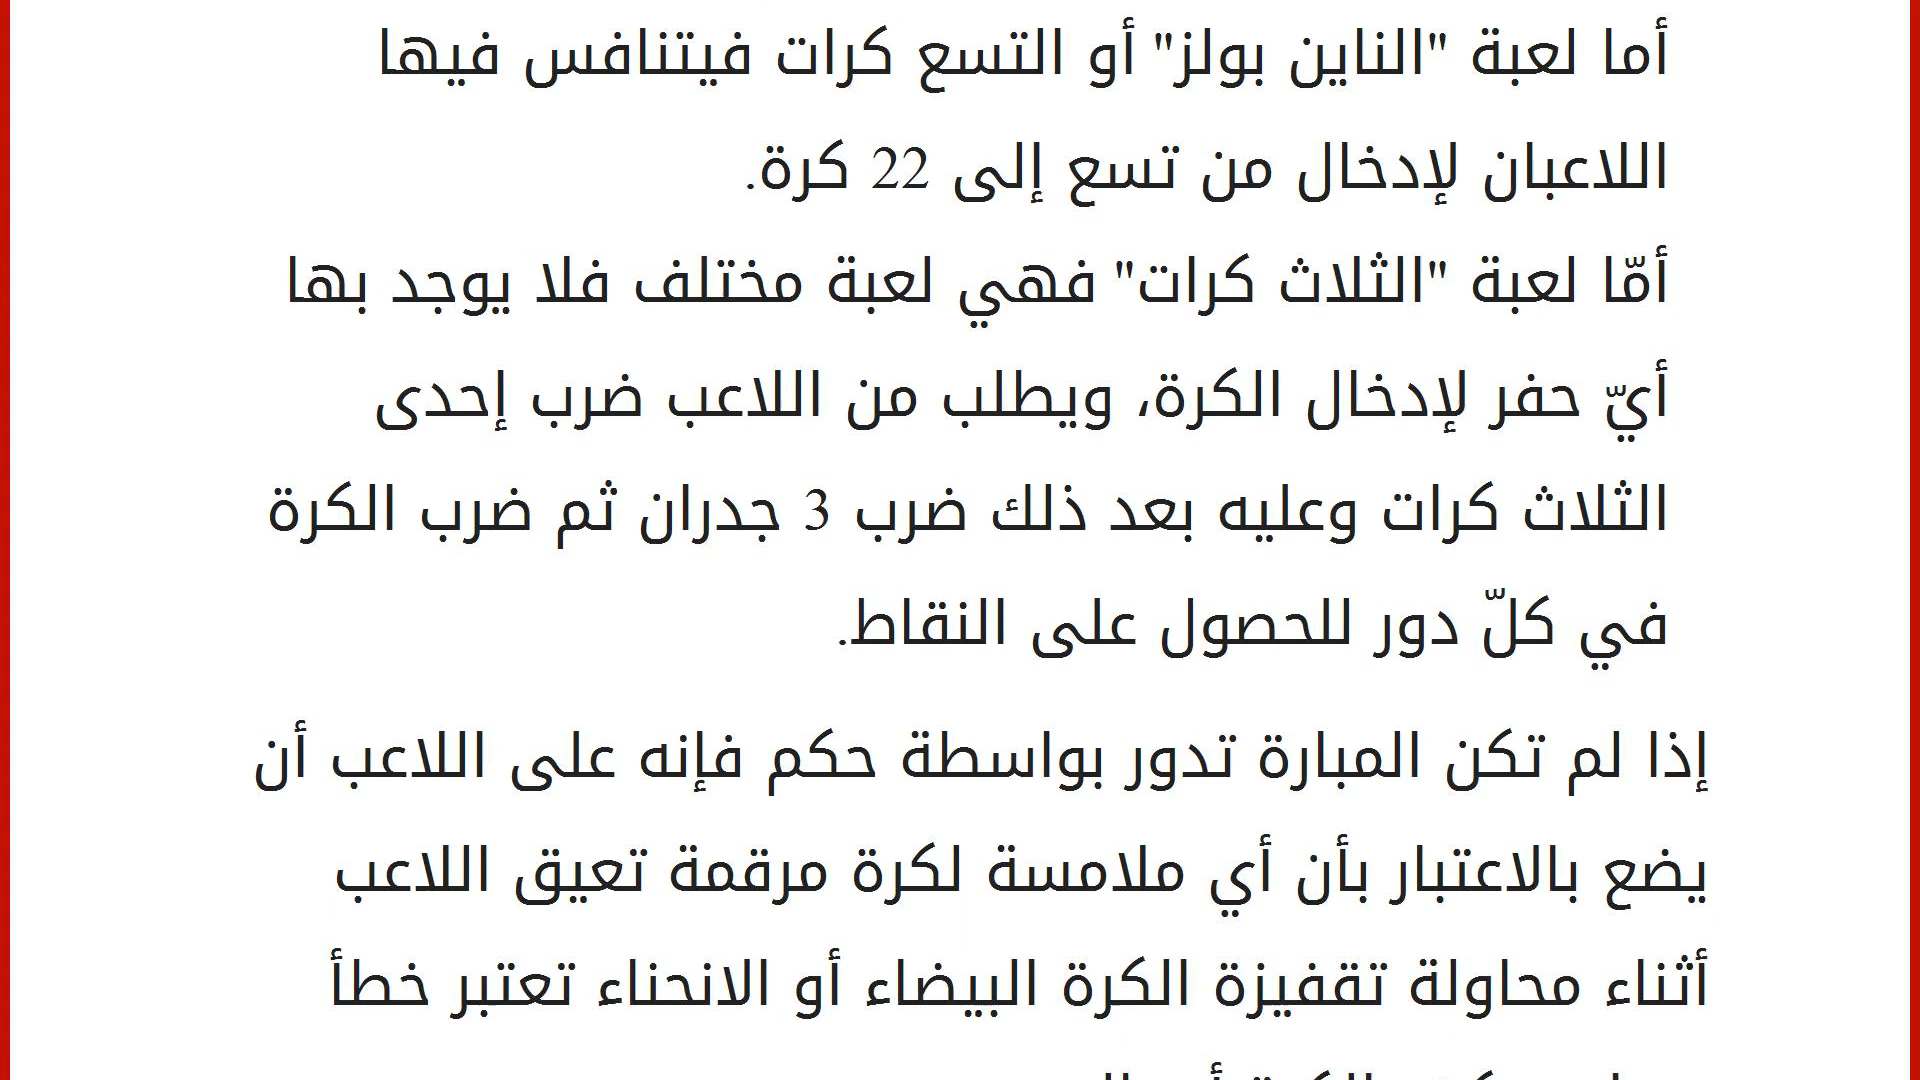 أما لعبة "الناين بولز" أو التسع كرات فيتنافس فيها
اللاعبان لإدخال من تسع إلى 22 كرة.
أمّا لعبة "الثلاث كرات" فهي لعبة مختلف فلا يوجد بها
أيّ حفر لإدخال الكرة، ويطلب من اللاعب ضرب إحدى
الثلاث كرات وعليه بعد ذلك ضرب 3 جدران ثم ضرب الكرة
في كلّ دور للحصول على النقاط.
إذا لم تكن المبارة تدور بواسطة حكم فإنه على اللاعب أن
يضع بالاعتبار بأن أي ملامسة لكرة مرقمة تعيق اللاعب
أثناء محاولة تقفيزة الكرة البيضاء أو الانحناء تعتبر خطأ